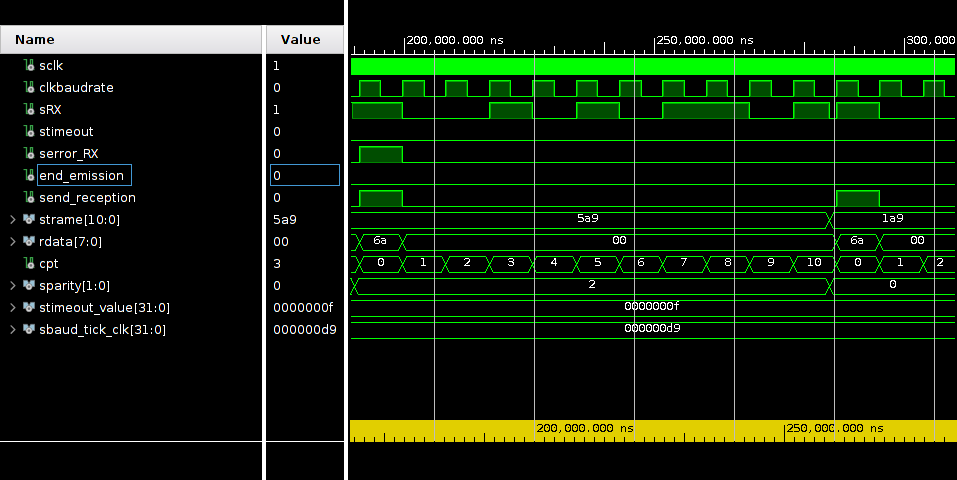 Name Value
200,000.000 ns 250,000.000 ns 300,000
sclk 1
clkbaudrate 0
sRX 1
stimeout 0
serror_RX 0
end_emission 0
send_reception 0
strame[10:0] 5a9 5a9 1a9
rdata[7:0] 00 6a 00 6a 00
cpt 3 0 1 2 3 4 5 6 7 8 9 10 0 1 2
sparity[1:0] 0 2 0
stimeout_value[31:0] 0000000f 0000000f
sbaud_tick_clk[31:0] 000000d9 000000d9
200,000.000 ns 250,000.000 ns